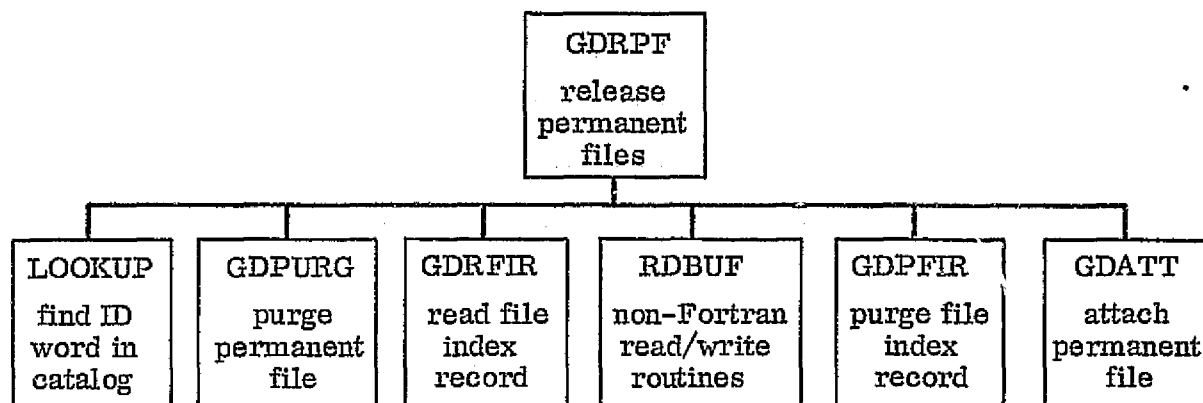 GDRPF
release
permanent
files
LOOKUP
find ID
word in
catalog
GDPURG
purge
permanent
file
GDRFIR
read file
index
record
RDBUF
non-Fortran
read/write
routines
GDPFIR
purge file
index
record
GDATT
attach
permanent
file